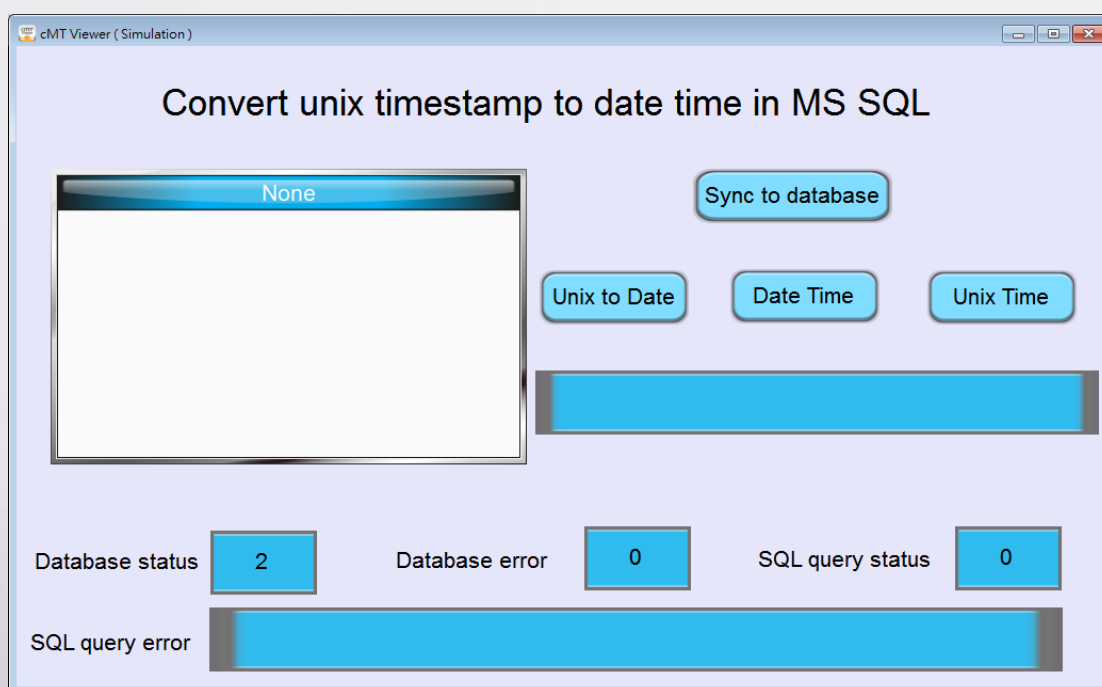 cMT Viewer ( Simulation )
Convert unix timestamp to date time in MS SQL
None
Sync to database
Unix to Date
Date Time
Unix Time
Database status
2
Database error
0
SQL query status
0
SQL query error